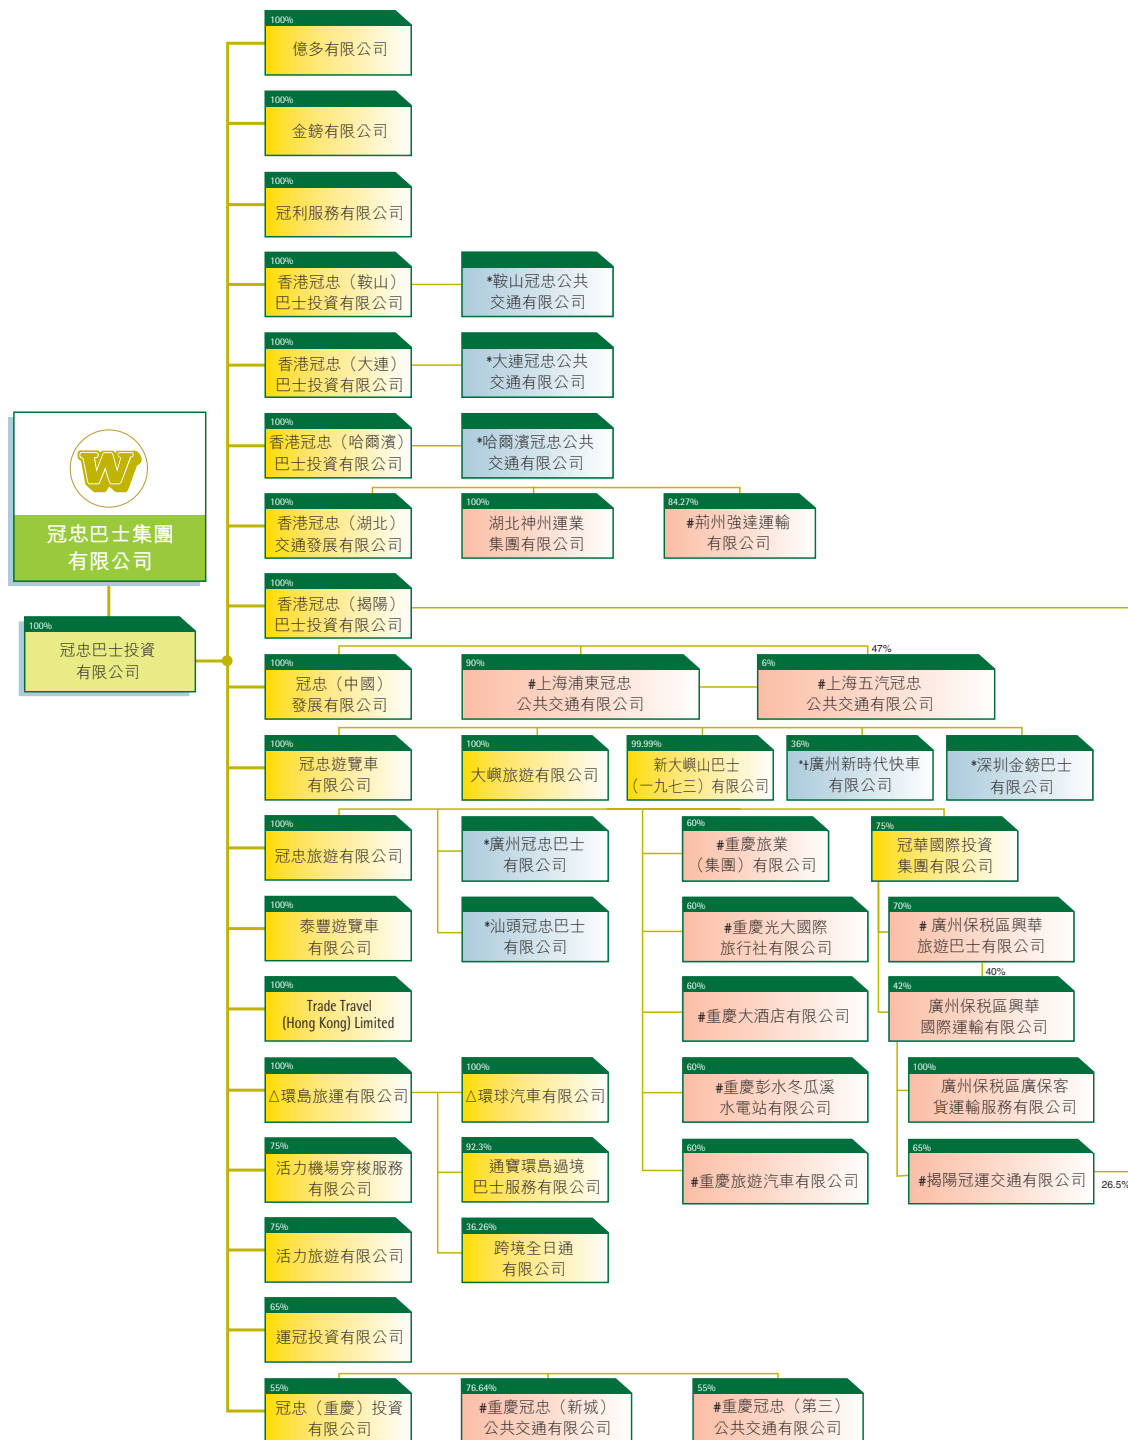 100%
億多有限公司
100%
金鎊有限公司
100%
冠利服務有限公司
100%
香港冠忠（鞍山）
巴士投資有限公司
*鞍山冠忠公共
交通有限公司
100%
香港冠忠（大連）
巴士投資有限公司
*大連冠忠公共
交通有限公司
100%
香港冠忠（哈爾濱）
巴士投資有限公司
*哈爾濱冠忠公共
交通有限公司
W
冠忠巴士集團
有限公司
100%
冠忠巴士投資
有限公司
100%
香港冠忠（湖北）
交通發展有限公司
100%
湖北神州運業
集團有限公司
84.27%
#荊州強達運輸
有限公司
100%
香港冠忠（揭陽）
巴士投資有限公司
100%
冠忠（中國）
發展有限公司
90%
#上海浦東冠忠
公共交通有限公司
47%
6%
#上海五汽冠忠
公共交通有限公司
100%
冠忠遊覽車
有限公司
100%
大嶼旅遊有限公司
99.99%
新大嶼山巴士
（一九七三）有限公司
36%
*†廣州新時代快車
有限公司
*深圳金鎊巴士
有限公司
100%
冠忠旅遊有限公司
*廣州冠忠巴士
有限公司
60%
#重慶旅業
（集團）有限公司
75%
冠華國際投資
集團有限公司
100%
泰豐遊覽車
有限公司
*汕頭冠忠巴士
有限公司
60%
#重慶光大國際
旅行社有限公司
70%
# 廣州保稅區興華
旅遊巴士有限公司
40%
100%
Trade Travel
(Hong Kong) Limited
60%
#重慶大酒店有限公司
42%
廣州保稅區興華
國際運輸有限公司
100%
△環島旅運有限公司
100%
△環球汽車有限公司
60%
#重慶彭水冬瓜溪
水電站有限公司
100%
廣州保稅區廣保客
貨運輸服務有限公司
75%
活力機場穿梭服務
有限公司
92.3%
通寶環島過境
巴士服務有限公司
60%
#重慶旅遊汽車有限公司
65%
#揭陽冠運交通有限公司
26.5%
75%
活力旅遊有限公司
36.26%
跨境全日通
有限公司
65%
運冠投資有限公司
55%
冠忠（重慶）投資
有限公司
76.64%
#重慶冠忠（新城）
公共交通有限公司
55%
#重慶冠忠（第三）
公共交通有限公司